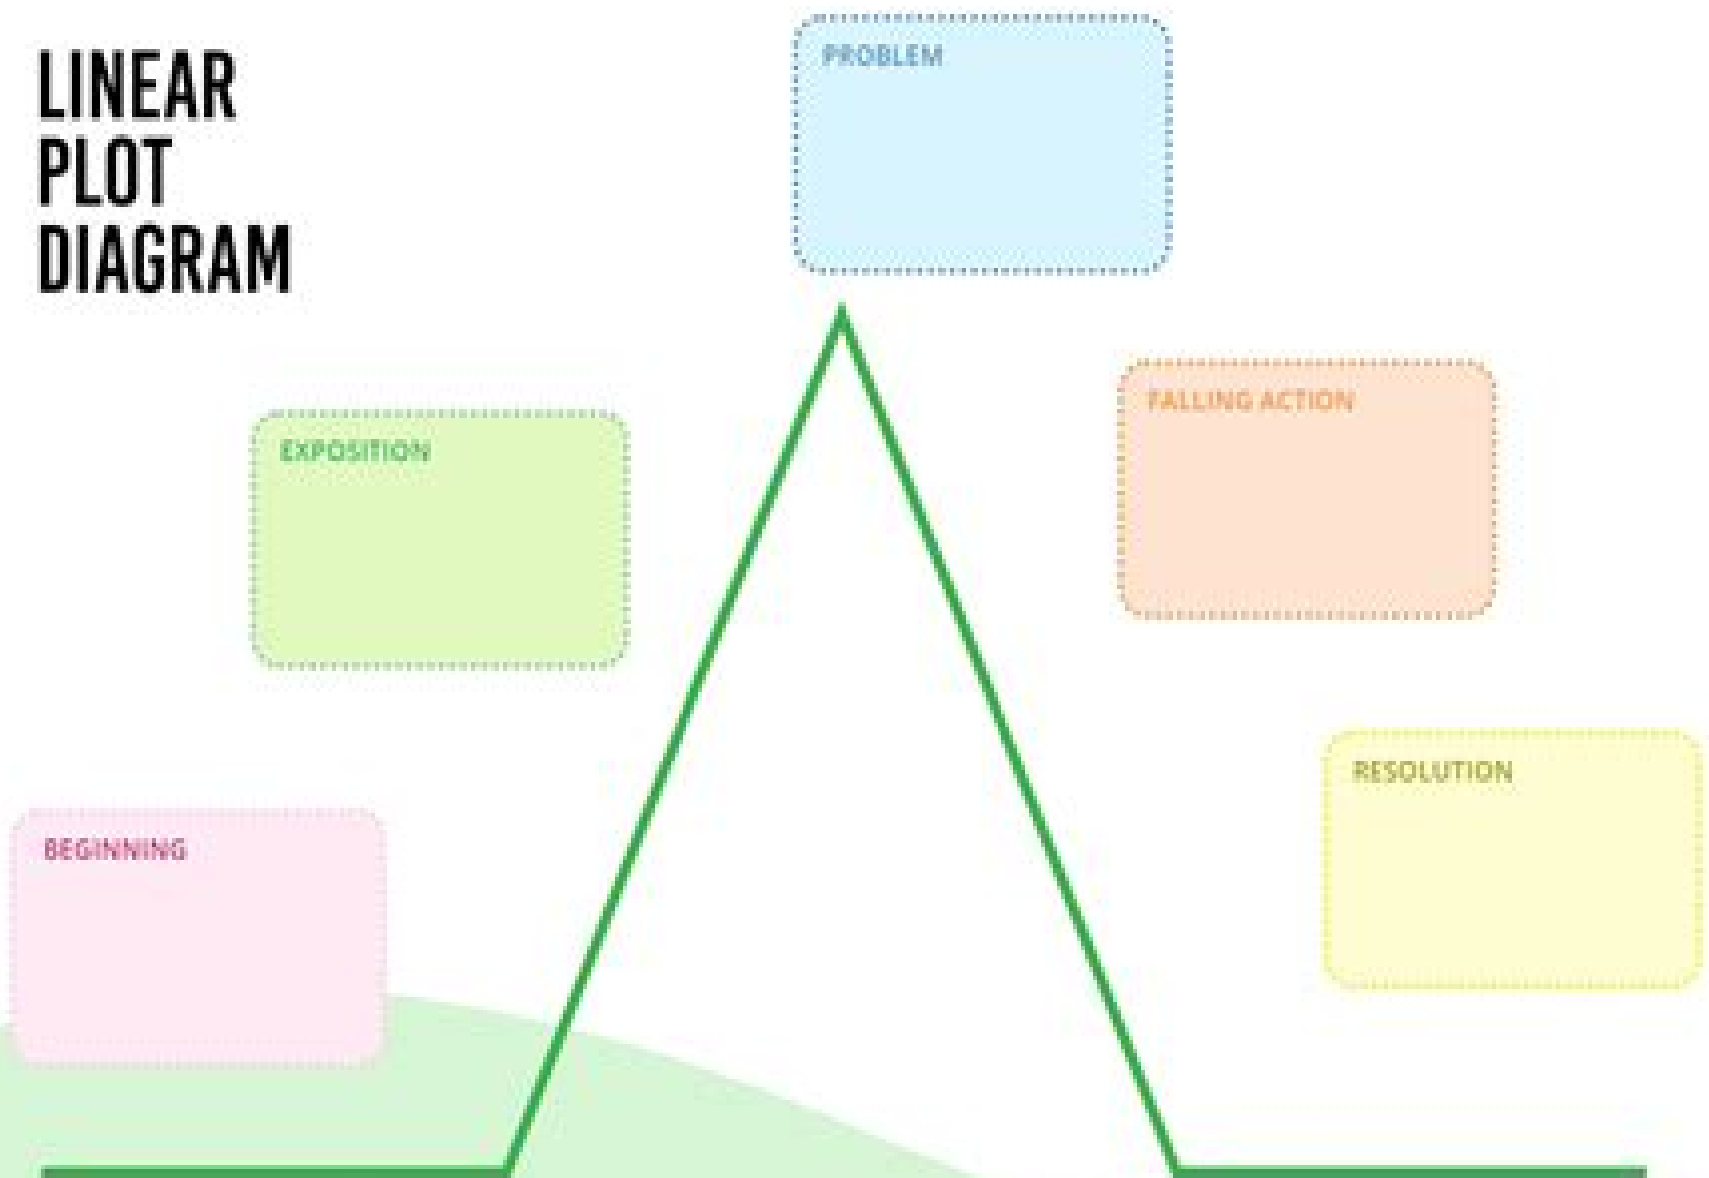 LINEAR
PLOT
DIAGRAM
PROBLEM
EXPOSITION
FALLING ACTION
BEGINNING
RESOLUTION